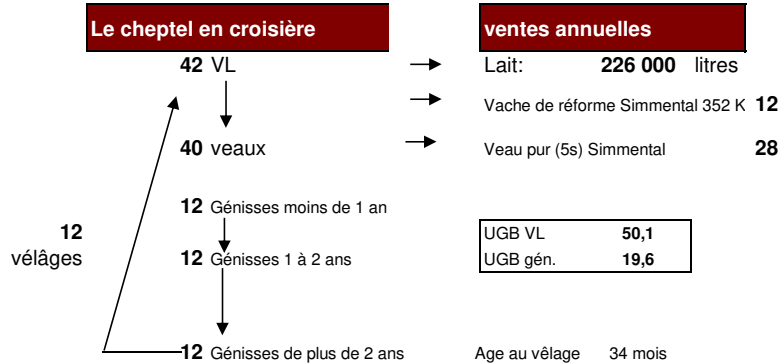 Le cheptel en croisière ventes annuelles
42 VL Lait: 226 000 litres
Vache de réforme Simmental 352 K 12
40 veaux Veau pur (5s) Simmental 28
12 Génisses moins de 1 an
12 vélâges
UGB VL 50,1
12 Génisses 1 à 2 ans
UGB gén. 19,6
12 Génisses de plus de 2 ans Age au vêlage 34 mois